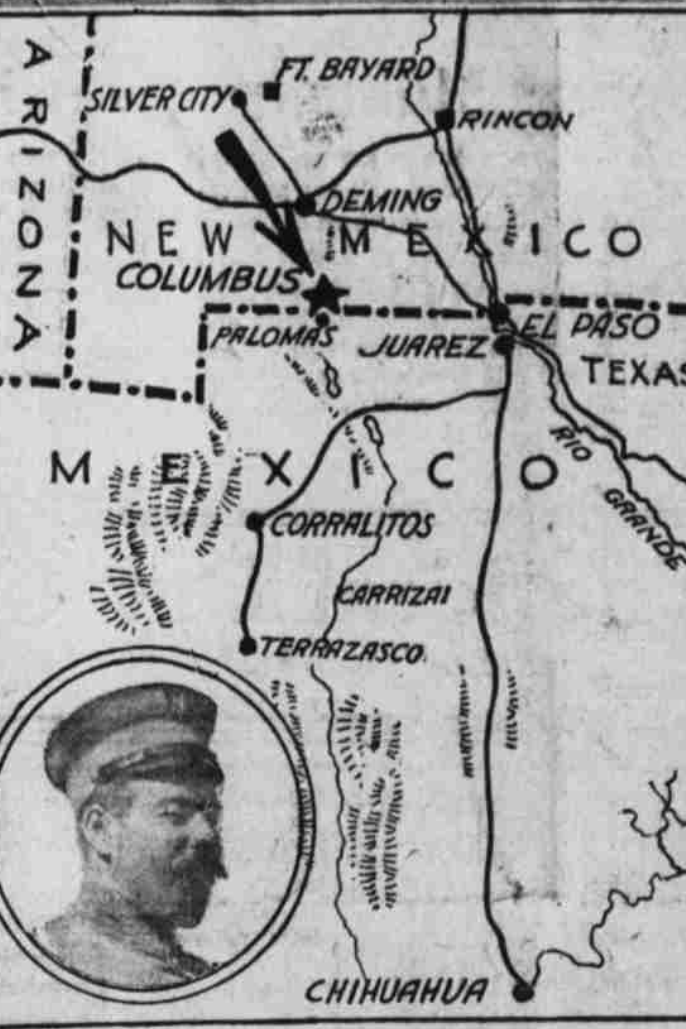 ARIZONA
FT. BAYARD
SILVER CITY
RINCON
DEMING
NEW MEXICO
COLUMBUS
PALOMAS
EL PASO
JUAREZ
TEXAS
MEXICO
RIO GRANDE
CORRALITOS
CARRIZAI
TERRAZASCO.
CHIHUAHUA